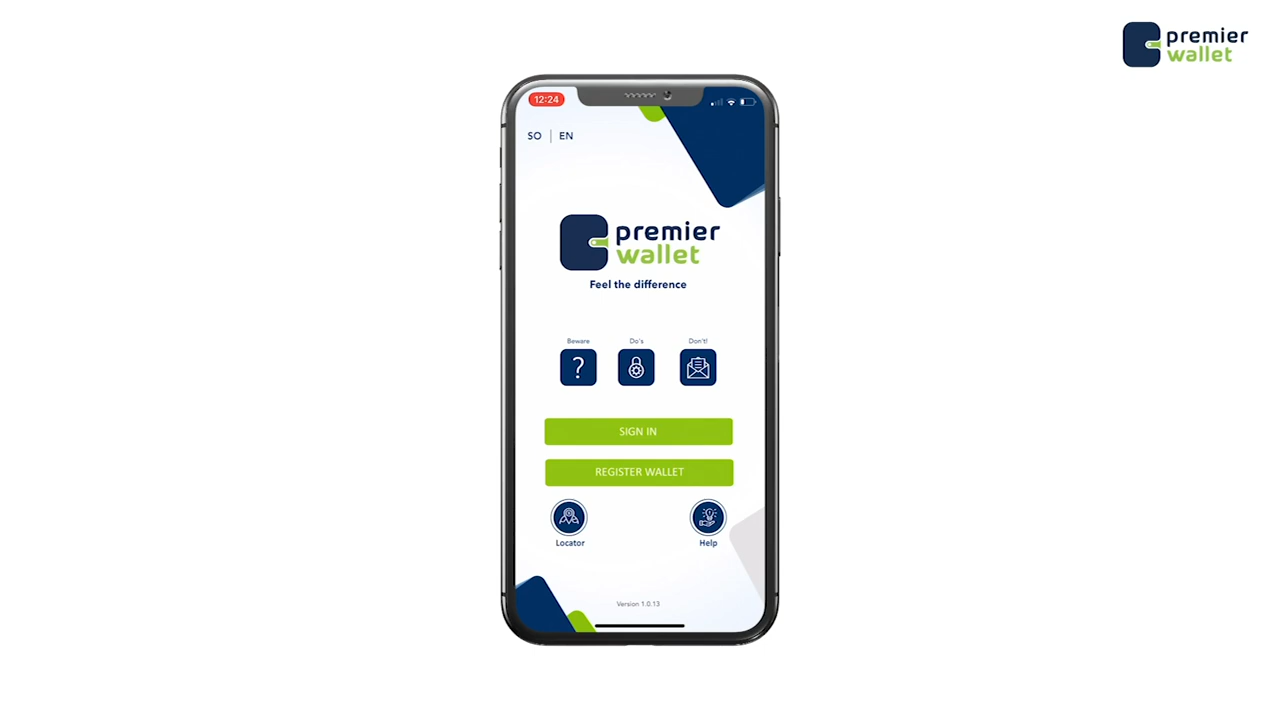 premier
wallet
12:24
SO | EN
premier
wallet
Feel the difference
Beware
Do's
Don't!
SIGN IN
REGISTER WALLET
Locator
Help
Version 1.0.13